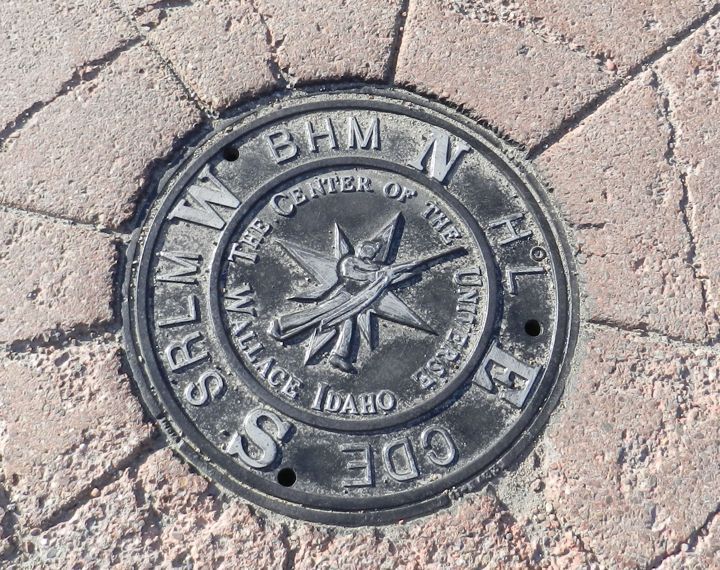 N
H°L
E
CDE
S
SRLM
W
BHM
THE CENTER OF THE UNIVERSE
WALLACE IDAHO